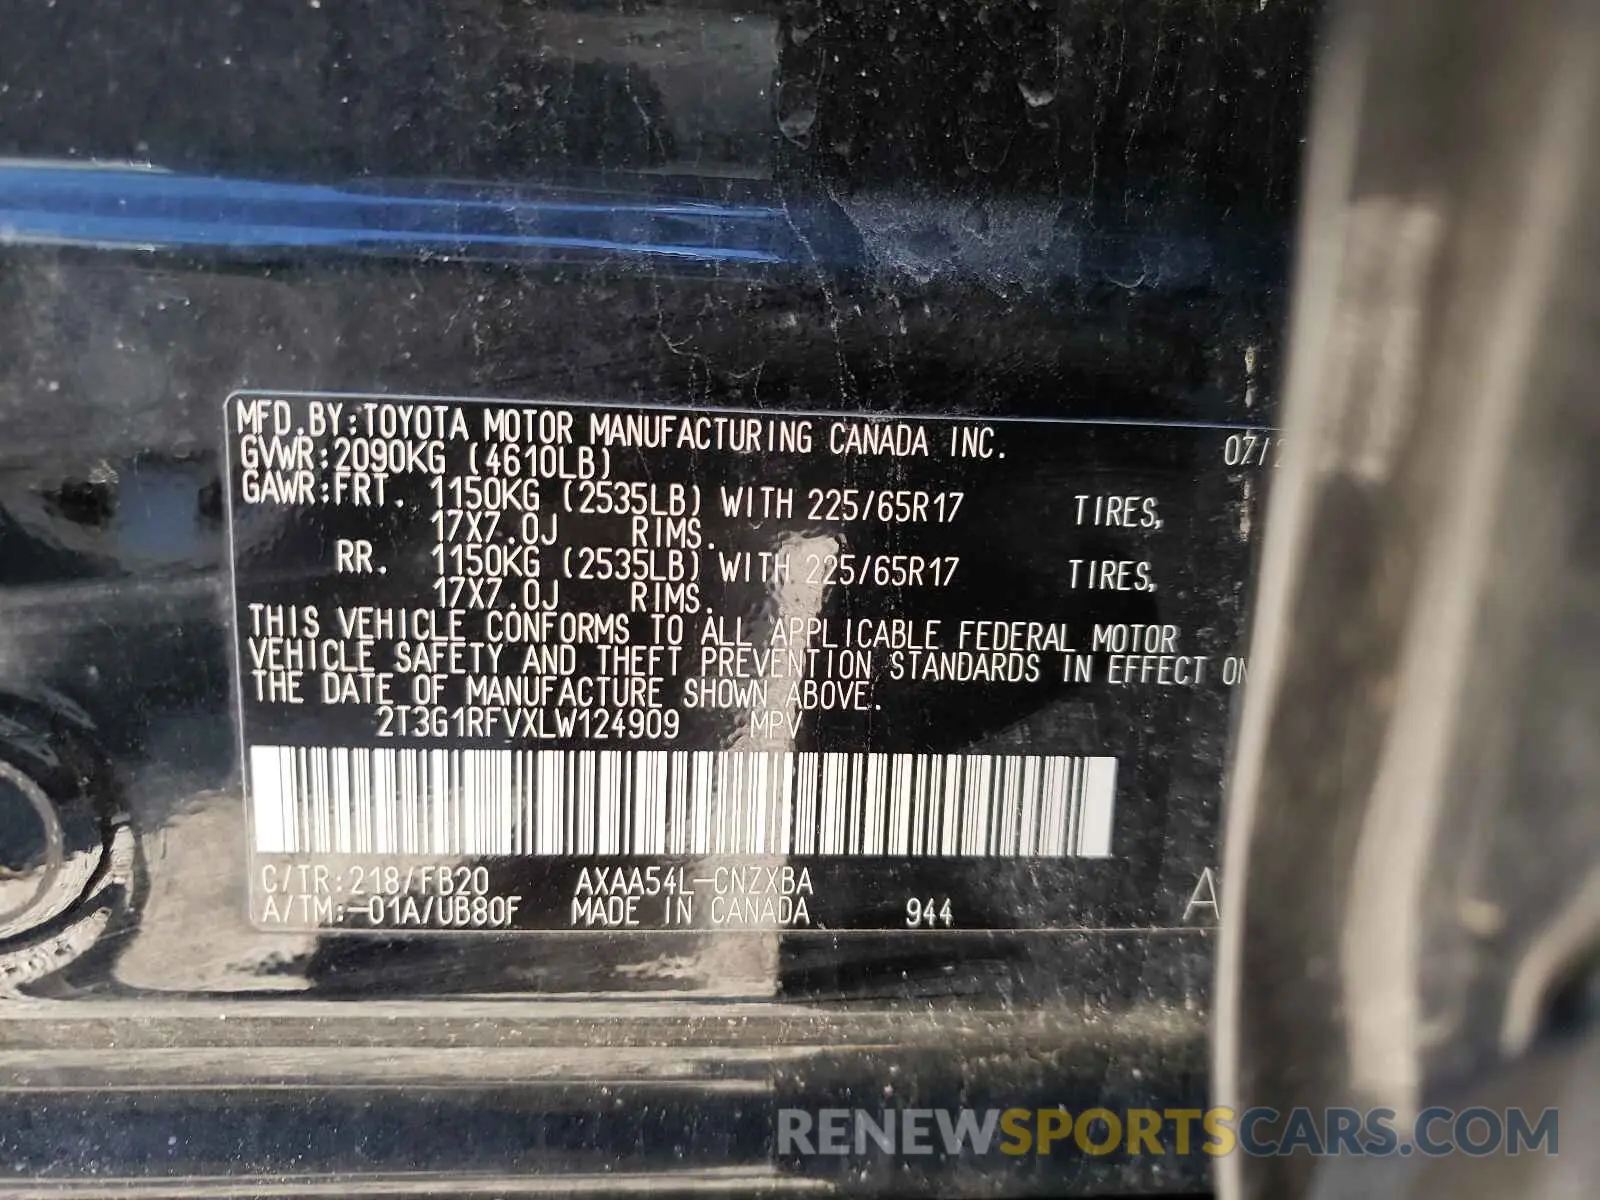 MFD. BY: TOYOTA MOTOR MANUFACTURING CANADA INC. 07/
GVWR: 2090KG (4610LB)
GAWR: FRT. 1150KG (2535LB) WITH 225/65R17 TIRES,
17X7.0J RIMS.
RR. 1150KG (2535LB) WITH 225/65R17 TIRES,
17X7.0J RIMS.
THIS VEHICLE CONFORMS TO ALL APPLICABLE FEDERAL MOTOR
VEHICLE SAFETY AND THEFT PREVENTION STANDARDS IN EFFECT ON
THE DATE OF MANUFACTURE SHOWN ABOVE.
2T3G1RFVXLW124909 MPV
C/TR: 218/FB20 AXAA54L-CNZXBA
A/TM:-01A/UB80F MADE IN CANADA 944 A
RENEWSPORTSCARS.COM